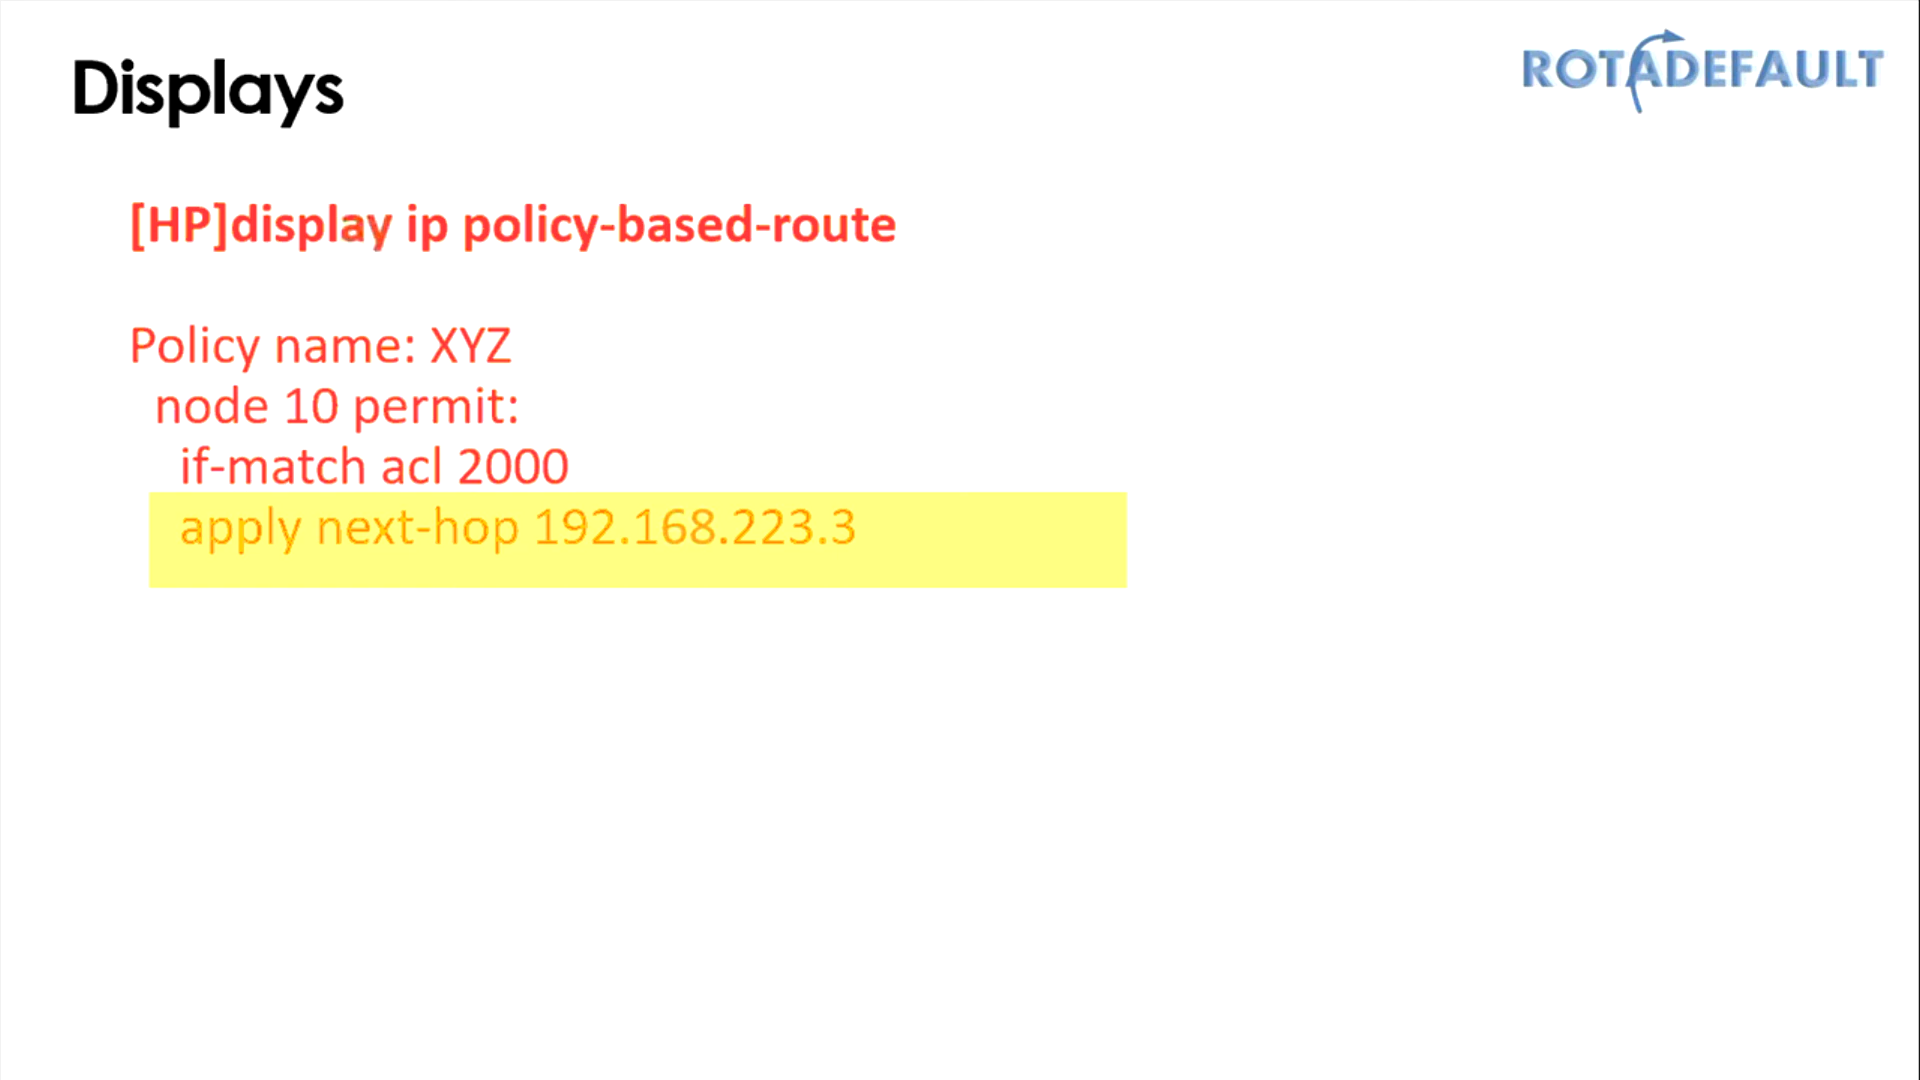 Displays
ROTADEFAULT
[HP]display ip policy-based-route
Policy name: XYZ
node 10 permit:
if-match acl 2000
apply next-hop 192.168.223.3